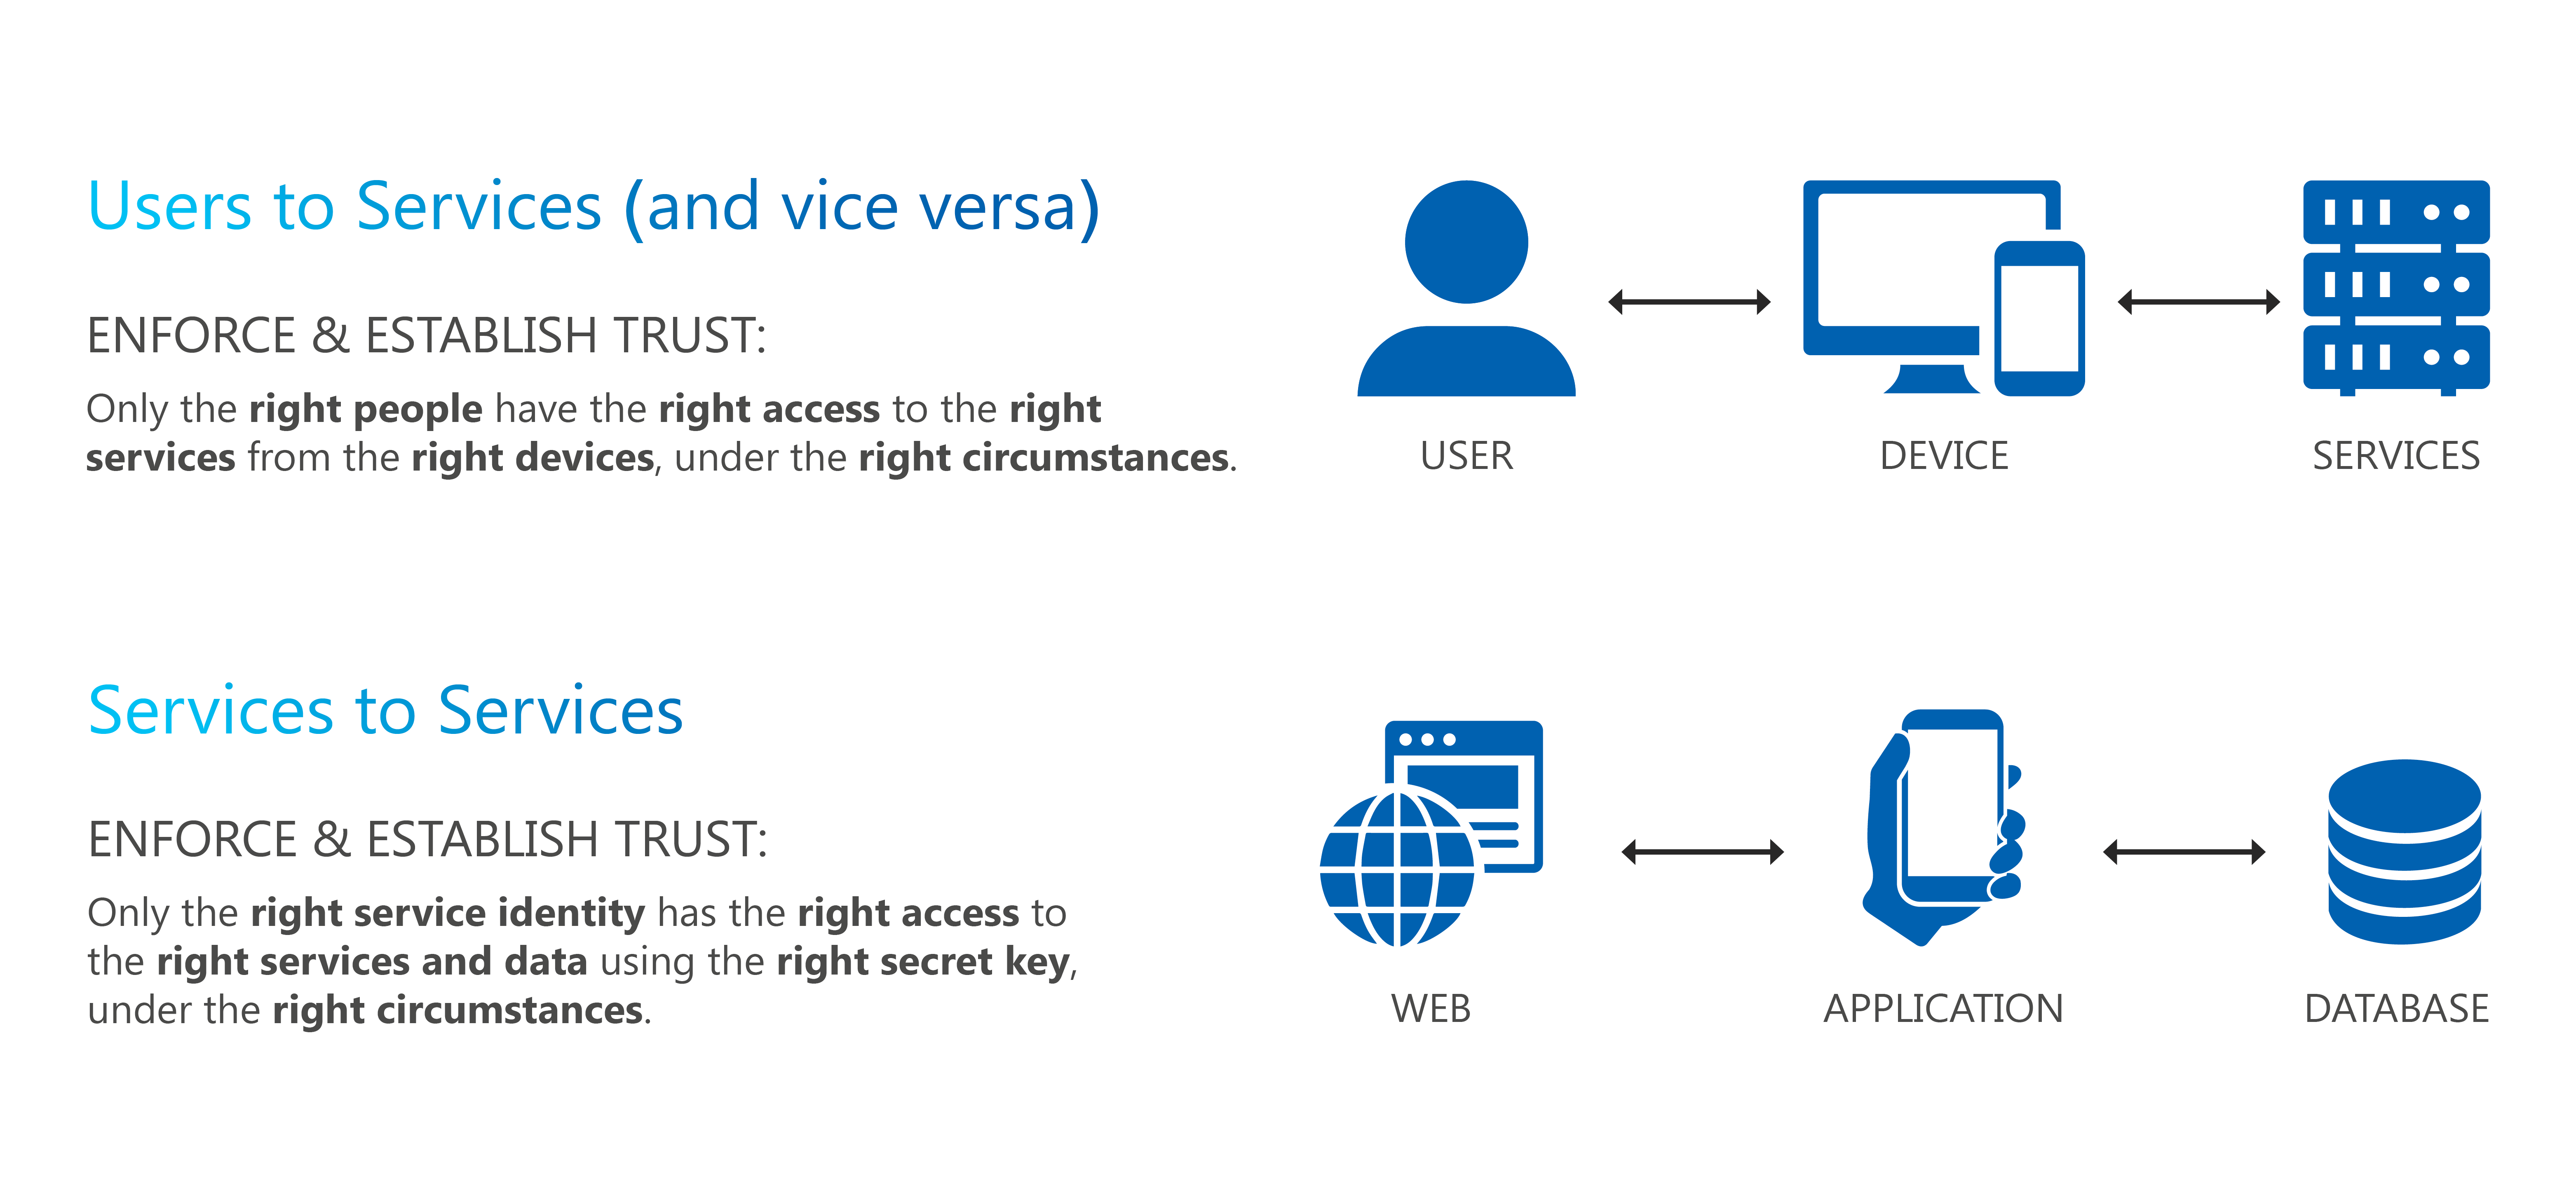 Users to Services (and vice versa)
ENFORCE & ESTABLISH TRUST:
Only the right people have the right access to the right
services from the right devices, under the right circumstances.
USER
DEVICE
SERVICES
Services to Services
ENFORCE & ESTABLISH TRUST:
Only the right service identity has the right access to
the right services and data using the right secret key,
under the right circumstances.
WEB
APPLICATION
DATABASE